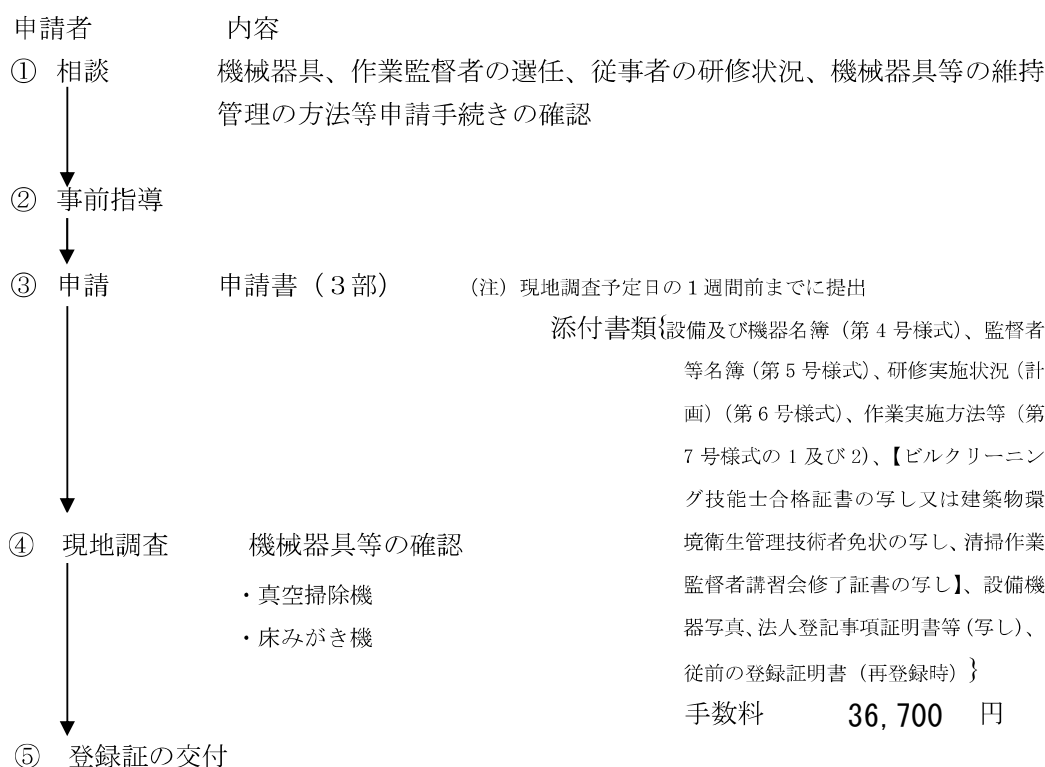 申請者 内容
① 相談 機械器具、作業監督者の選任、従事者の研修状況、機械器具等の維持
管理の方法等申請手続きの確認
② 事前指導
③ 申請 申請書（３部） （注）現地調査予定日の１週間前までに提出
添付書類{設備及び機器名簿（第４号様式）、監督者
等名簿（第５号様式）、研修実施状況（計
画）（第６号様式）、作業実施方法等（第
７号様式の 1 及び 2）、【ビルクリーニン
グ技能士合格証書の写し又は建築物環
境衛生管理技術者免状の写し、清掃作業
監督者講習会修了証書の写し】、設備機
器写真、法人登記事項証明書等（写し）、
従前の登録証明書（再登録時）}
手数料 36,700 円
④ 現地調査 機械器具等の確認
・真空掃除機
・床みがき機
⑤ 登録証の交付